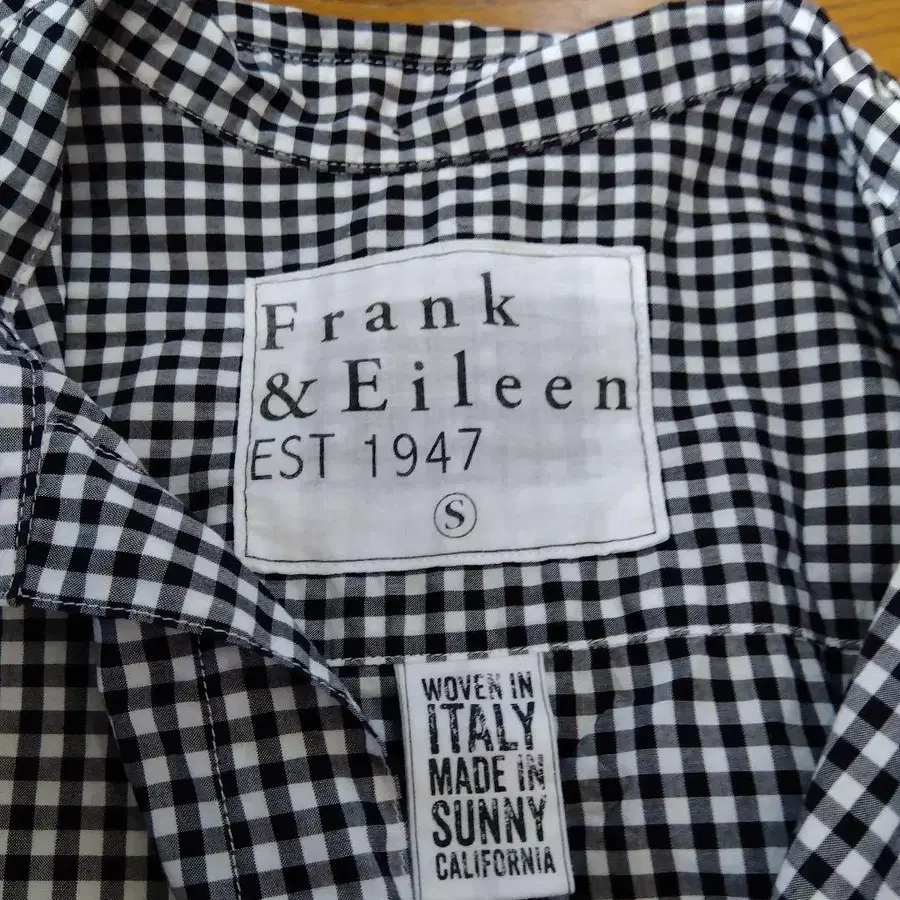 Frank
& Eileen
EST 1947
S
WOVEN IN
ITALY
MADE IN
SUNNY
CALIFORNIA